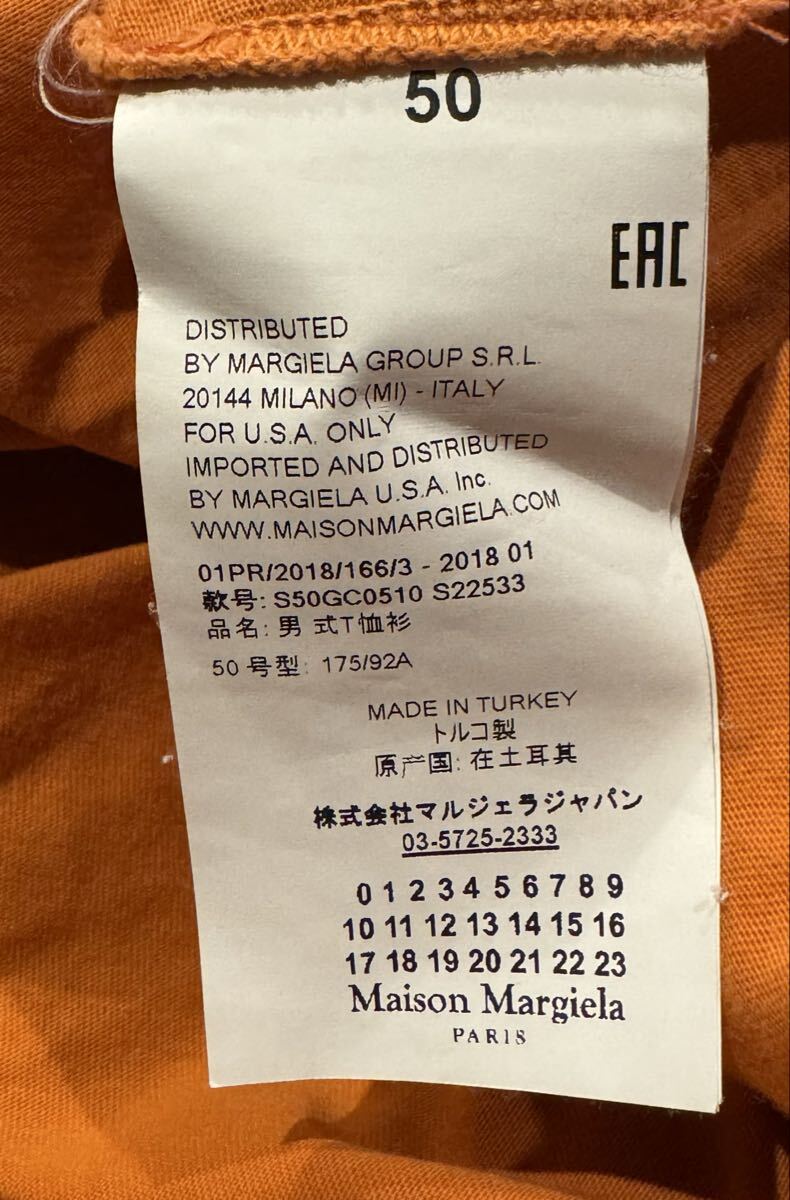 50
EAC
DISTRIBUTED
BY MARGIELA GROUP S.R.L.
20144 MILANO (MI) - ITALY
FOR U.S.A. ONLY
IMPORTED AND DISTRIBUTED
BY MARGIELA U.S.A. Inc.
WWW.MAISONMARGIELA.COM
01PR/2018/166/3 - 2018 01
款号: S50GC0510 S22533
品名: 男 式T恤衫
50 号型: 175/92A
MADE IN TURKEY
トルコ製
原产国: 在土耳其
株式会社マルジェラジャパン
03-5725-2333
0 1 2 3 4 5 6 7 8 9
10 11 12 13 14 15 16
17 18 19 20 21 22 23
Maison Margiela
PARIS